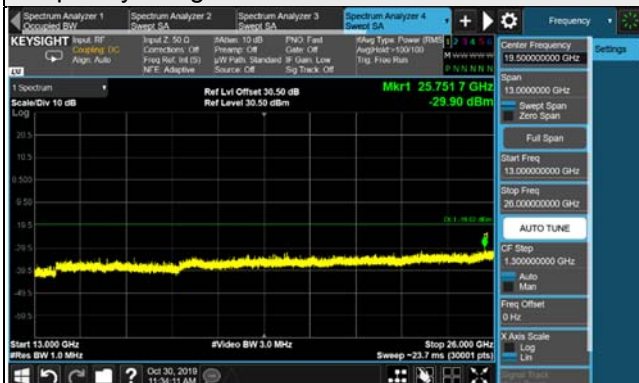 Spectrum Analyzer 1
Occupied BW
Spectrum Analyzer 2
Swept SA
Spectrum Analyzer 3
Swept SA
Spectrum Analyzer 4
Swept SA
Frequency
KEYSIGHT
Input: RF
Coupling: DC
Align: Auto
Input Z: 50 Ω
Corrections: Off
Freq Ref: Int (S)
NFE: Adaptive
#Atten: 10 dB
Preamp: Off
µW Path: Standard
Source: Off
PNO: Fast
Gate: Off
IF Gain: Low
Sig Track: Off
#Avg Type: Power (RMS)
Avg|Hold:>100/100
Trig: Free Run
1 2 3 4 5 6
M W W W W W
P N N N N N
1 Spectrum
Scale/Div 10 dB
Log
Ref Lvl Offset 30.50 dB
Ref Level 30.50 dBm
Mkr1 25.751 7 GHz
-29.90 dBm
20.5
10.5
0.500
-9.50
-19.5
-29.5
-39.5
-49.5
-59.5
Start 13.000 GHz
#Res BW 1.0 MHz
#Video BW 3.0 MHz
Stop 26.000 GHz
Sweep ~23.7 ms (30001 pts)
Center Frequency
19.500000000 GHz
Settings
Span
13.0000000 GHz
Swept Span
Zero Span
Full Span
Start Freq
13.000000000 GHz
Stop Freq
26.000000000 GHz
AUTO TUNE
CF Step
1.300000000 GHz
Auto
Man
Freq Offset
0 Hz
X Axis Scale
Log
Lin
Signal Track
Oct 30, 2019
11:34:11 AM